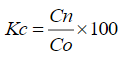 Kc = Cn/Co × 100